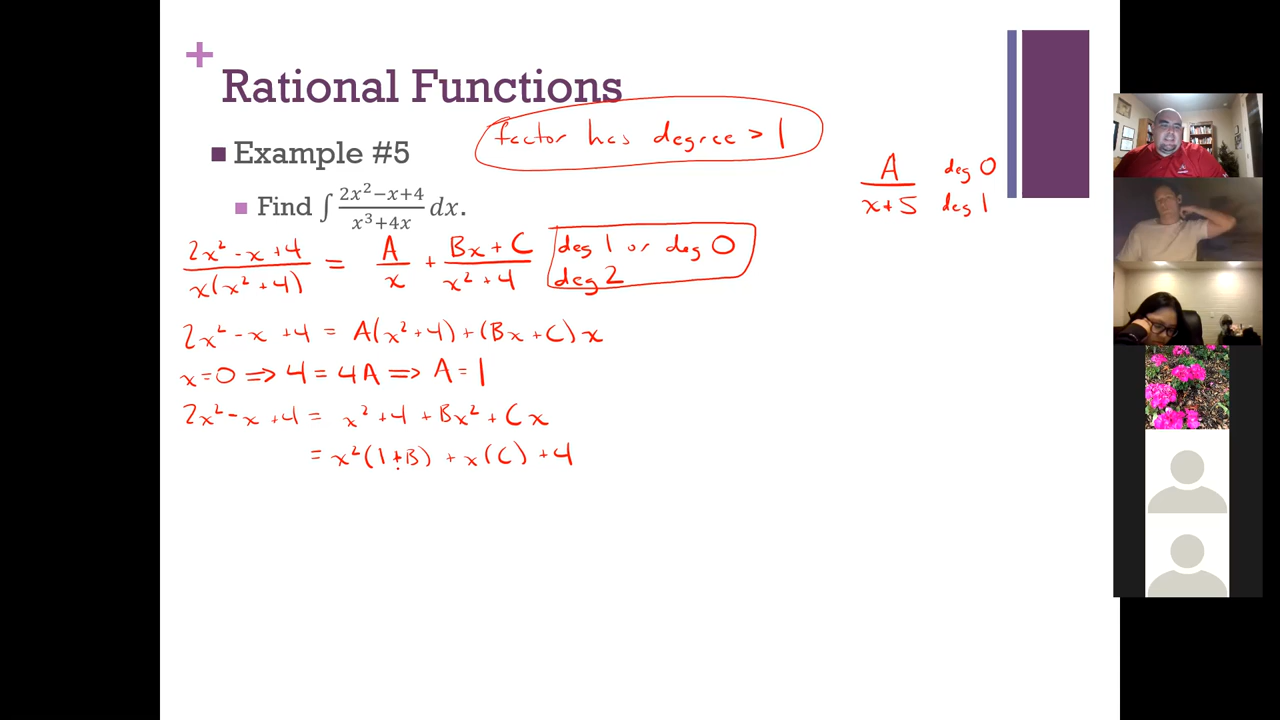 +
Rational Functions
factor has degree > 1
Example #5
A/(x+5) deg 0 deg 1
Find ∫ (2x²−x+4)/(x³+4x) dx.
(2x² - x + 4)/(x(x² + 4)) = A/x + (Bx + C)/(x² + 4) deg 1 or deg 0
deg 2
2x² - x + 4 = A(x² + 4) + (Bx + C) x
x = 0 ⟹ 4 = 4A ⟹ A = 1
2x² - x + 4 = x² + 4 + Bx² + Cx
= x²(1 + B) + x(C) + 4